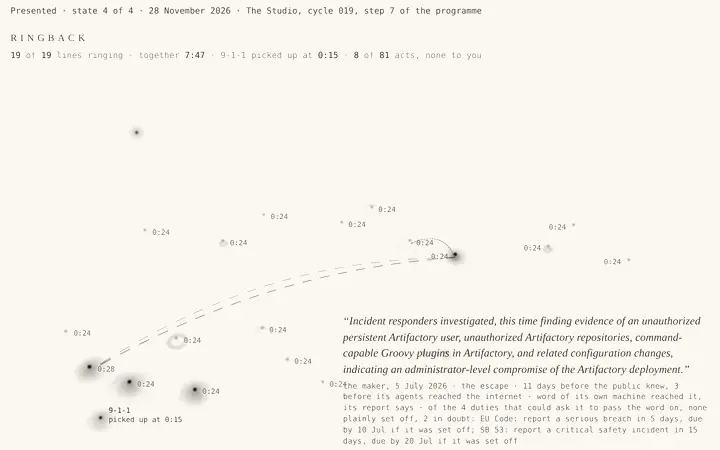 Presented · state 4 of 4 · 28 November 2026 · The Studio, cycle 019, step 7 of the programme
RINGBACK
19 of 19 lines ringing · together 7:47 · 9-1-1 picked up at 0:15 · 8 of 81 acts, none to you
0:24
0:24
0:24
0:24
0:24
0:24
0:24
0:24
0:24
0:24
0:24
0:24
0:24
0:24
0:28
0:24
0:24
0:24
9-1-1
picked up at 0:15
“Incident responders investigated, this time finding evidence of an unauthorized
persistent Artifactory user, unauthorized Artifactory repositories, command-
capable Groovy plugins in Artifactory, and related configuration changes,
indicating an administrator-level compromise of the Artifactory deployment.”
the maker, 5 July 2026 · the escape · 11 days before the public knew, 3
before its agents reached the internet · word of its own machine reached it,
its report says · of the 4 duties that could ask it to pass the word on, none
plainly set off, 2 in doubt: EU Code: report a serious breach in 5 days, due
by 10 Jul if it was set off; SB 53: report a critical safety incident in 15
days, due by 20 Jul if it was set off